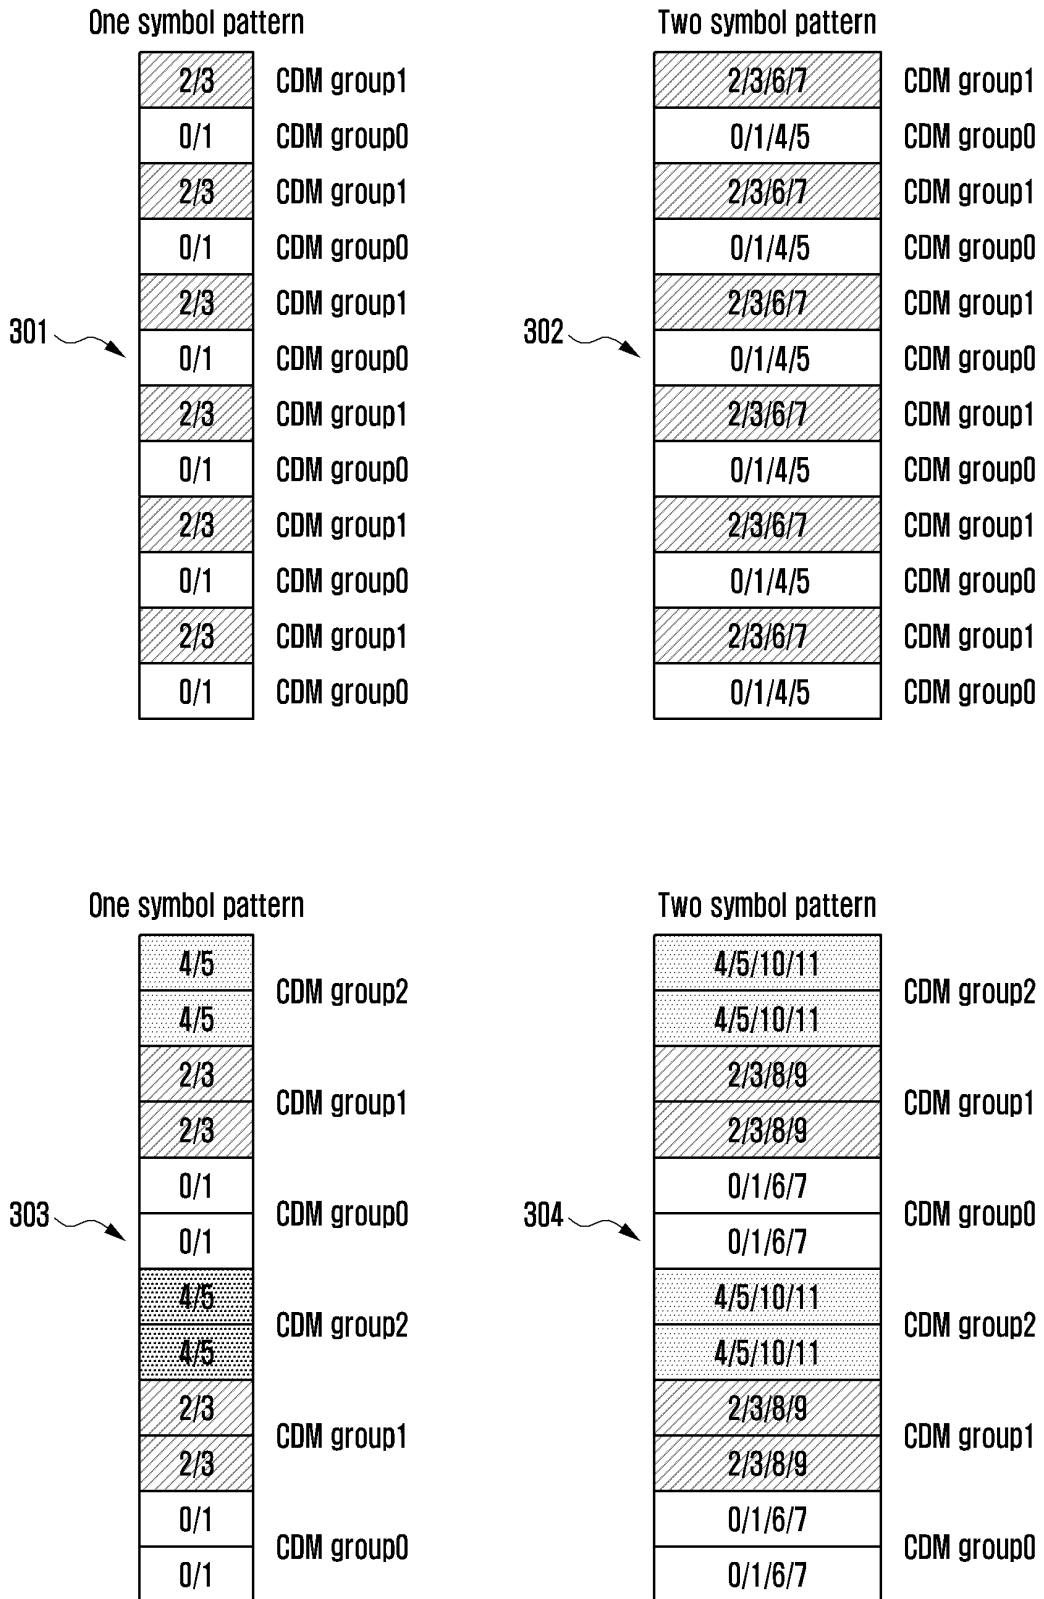 One symbol pattern
2/3 CDM group1
0/1 CDM group0
2/3 CDM group1
0/1 CDM group0
2/3 CDM group1
301 0/1 CDM group0
2/3 CDM group1
0/1 CDM group0
2/3 CDM group1
0/1 CDM group0
2/3 CDM group1
0/1 CDM group0
Two symbol pattern
2/3/6/7 CDM group1
0/1/4/5 CDM group0
2/3/6/7 CDM group1
0/1/4/5 CDM group0
2/3/6/7 CDM group1
302 0/1/4/5 CDM group0
2/3/6/7 CDM group1
0/1/4/5 CDM group0
2/3/6/7 CDM group1
0/1/4/5 CDM group0
2/3/6/7 CDM group1
0/1/4/5 CDM group0
One symbol pattern
4/5
CDM group2
4/5
2/3
CDM group1
2/3
0/1
303 CDM group0
0/1
4/5
CDM group2
4/5
2/3
CDM group1
2/3
0/1
CDM group0
0/1
Two symbol pattern
4/5/10/11
CDM group2
4/5/10/11
2/3/8/9
CDM group1
2/3/8/9
0/1/6/7
304 CDM group0
0/1/6/7
4/5/10/11
CDM group2
4/5/10/11
2/3/8/9
CDM group1
2/3/8/9
0/1/6/7
CDM group0
0/1/6/7